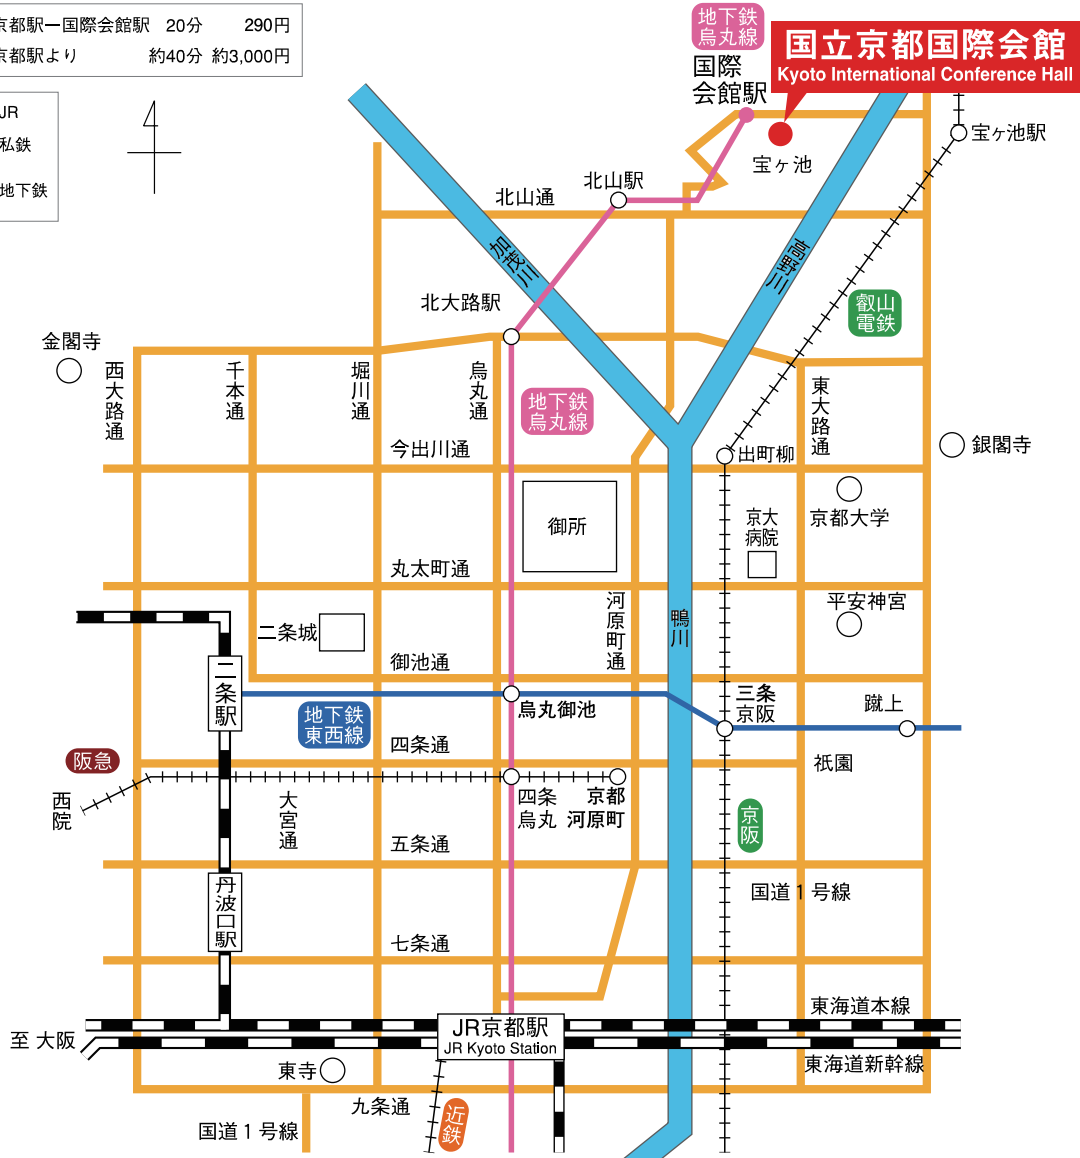 京都駅ー国際会館駅 20分 290円
京都駅より 約40分 約3,000円
JR
私鉄
地下鉄
地下鉄
烏丸線
国際
会館駅
国立京都国際会館
Kyoto International Conference Hall
宝ヶ池駅
宝ヶ池
北山駅
北山通
加茂川
高野川
北大路駅
叡山
電鉄
金閣寺
西大路通
千本通
堀川通
烏丸通
地下鉄
烏丸線
東大路通
今出川通
出町柳
銀閣寺
御所
京大
病院
京都大学
丸太町通
河原町通
鴨川
平安神宮
二条城
御池通
二条駅
地下鉄
東西線
烏丸御池
三条
京阪
蹴上
四条通
祇園
阪急
西院
大宮通
四条
烏丸
京都
河原町
京阪
五条通
丹波口駅
国道1号線
七条通
東海道本線
JR京都駅
JR Kyoto Station
至 大阪
東海道新幹線
東寺
九条通
近鉄
国道1号線